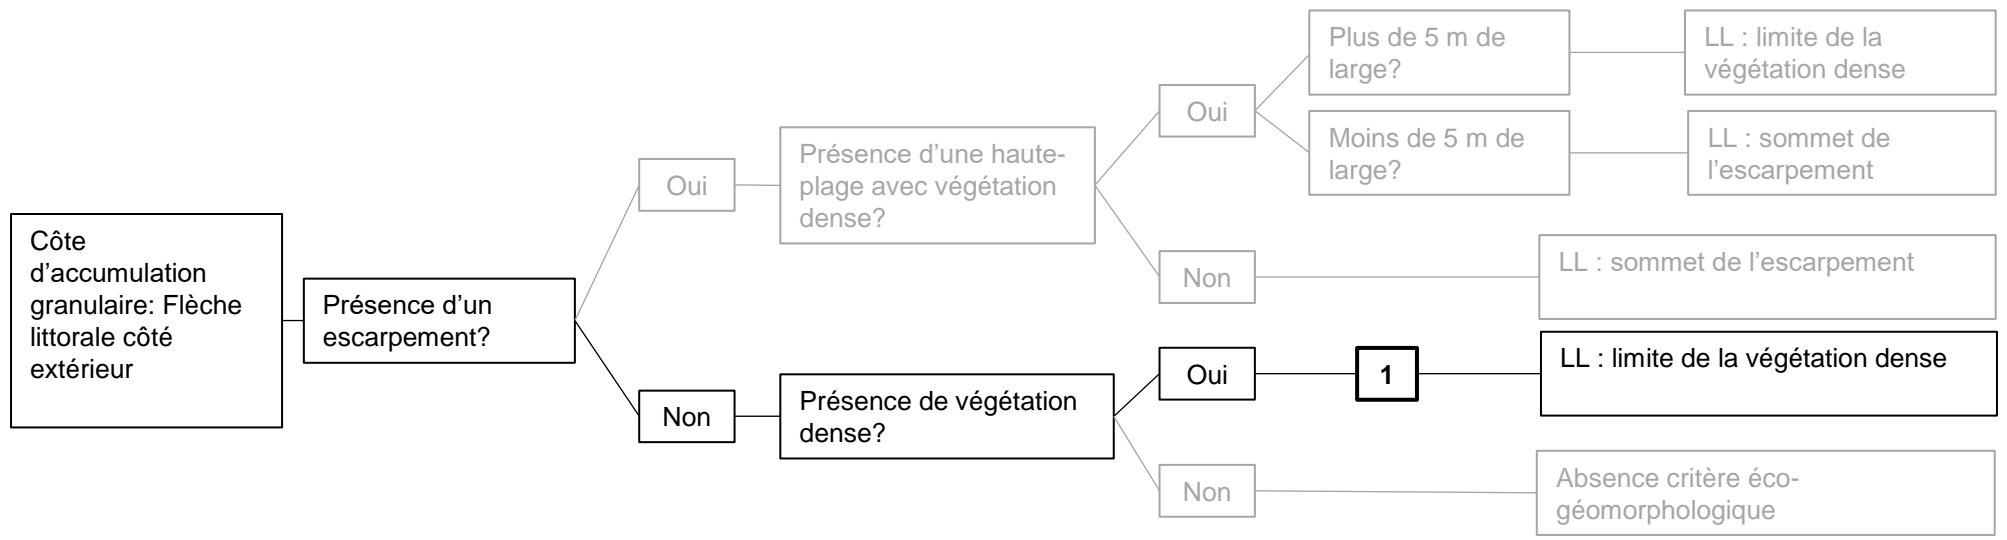 Côte
d'accumulation
granulaire: Flèche
littorale côté
extérieur
Présence d'un
escarpement?
Oui
Présence d'une haute-
plage avec végétation
dense?
Oui
Plus de 5 m de
large?
LL : limite de la
végétation dense
Moins de 5 m de
large?
LL : sommet de
l'escarpement
Non
LL : sommet de l'escarpement
Non
Présence de végétation
dense?
Oui
1
LL : limite de la végétation dense
Non
Absence critère éco-
géomorphologique